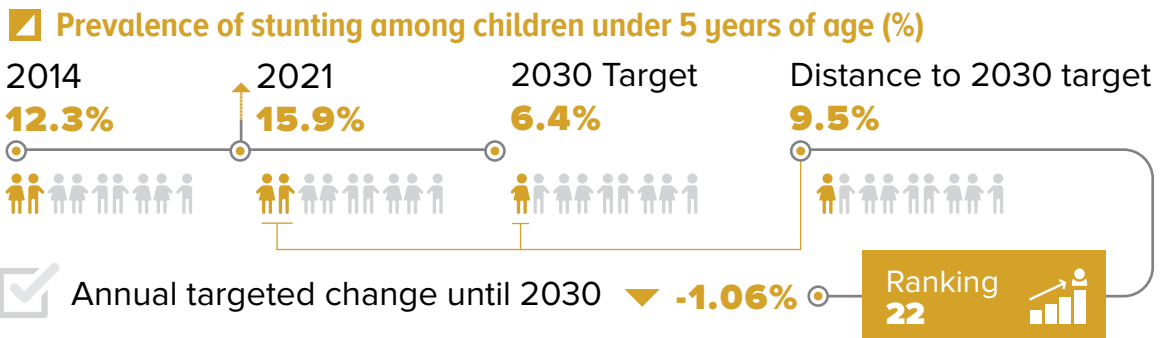 Prevalence of stunting among children under 5 years of age (%)
2014
12.3%
2021
15.9%
2030 Target
6.4%
Distance to 2030 target
9.5%
Annual targeted change until 2030
-1.06%
Ranking
22